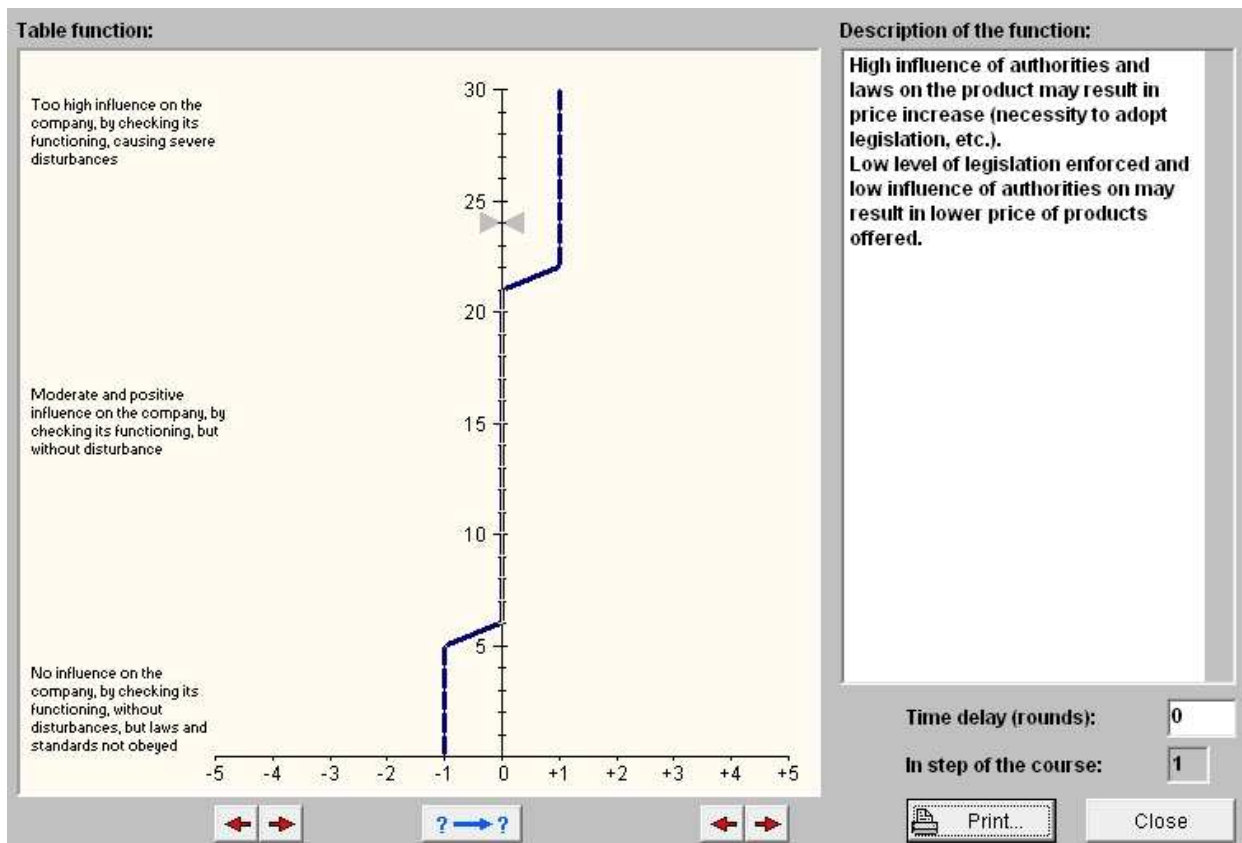 Table function:
Too high influence on the
company, by checking its
functioning, causing severe
disturbances
Moderate and positive
influence on the company, by
checking its functioning, but
without disturbance
No influence on the
company, by checking its
functioning, without
disturbances, but laws and
standards not obeyed
30
25
20
15
10
5
-5 -4 -3 -2 -1 0 +1 +2 +3 +4 +5
? ?
Description of the function:
High influence of authorities and
laws on the product may result in
price increase (necessity to adopt
legislation, etc.).
Low level of legislation enforced and
low influence of authorities on may
result in lower price of products
offered.
Time delay (rounds): 0
In step of the course: 1
Print... Close